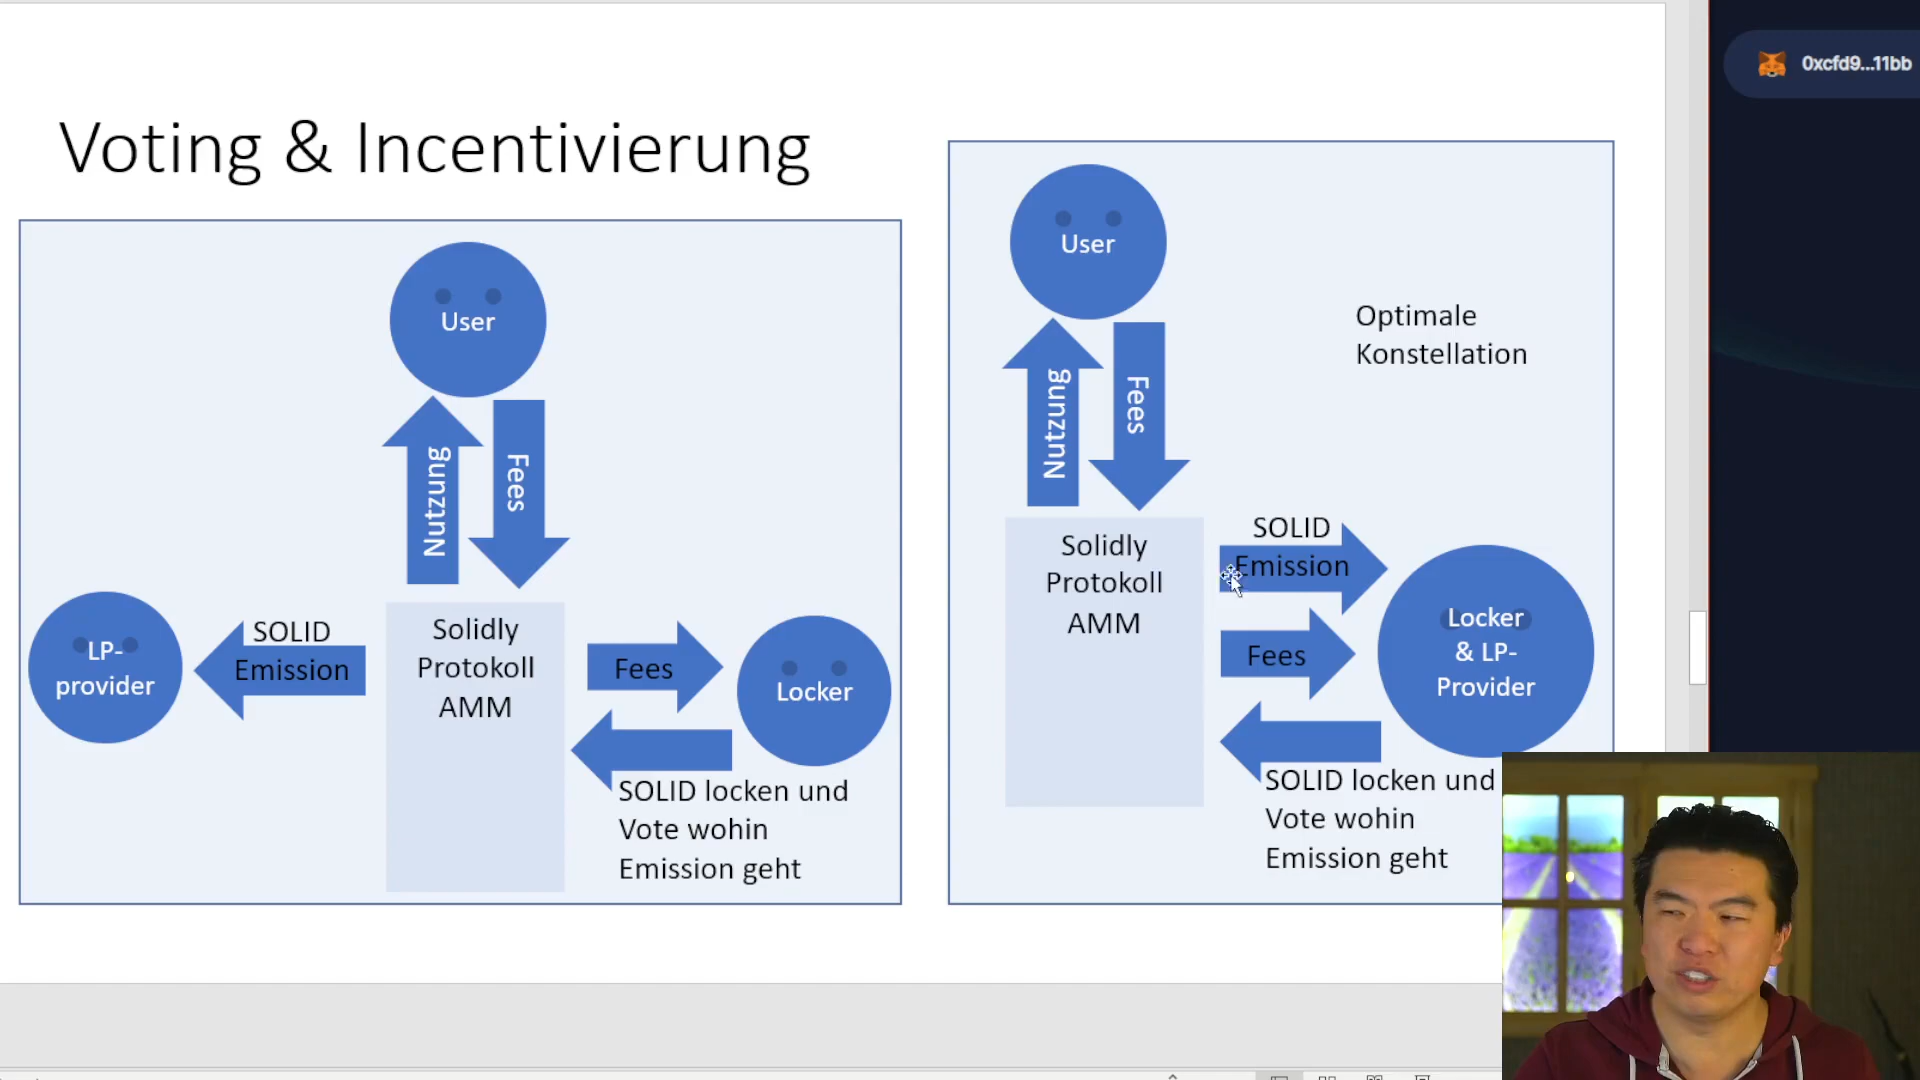 Voting & Incentivierung
User
Nutzung
Fees
LP-
provider
SOLID
Emission
Solidly
Protokoll
AMM
Fees
Locker
SOLID locken und
Vote wohin
Emission geht
User
Optimale
Konstellation
Nutzung
Fees
Solidly
Protokoll
AMM
SOLID
Emission
Fees
Locker
& LP-
Provider
SOLID locken und
Vote wohin
Emission geht
0xcfd9...11bb